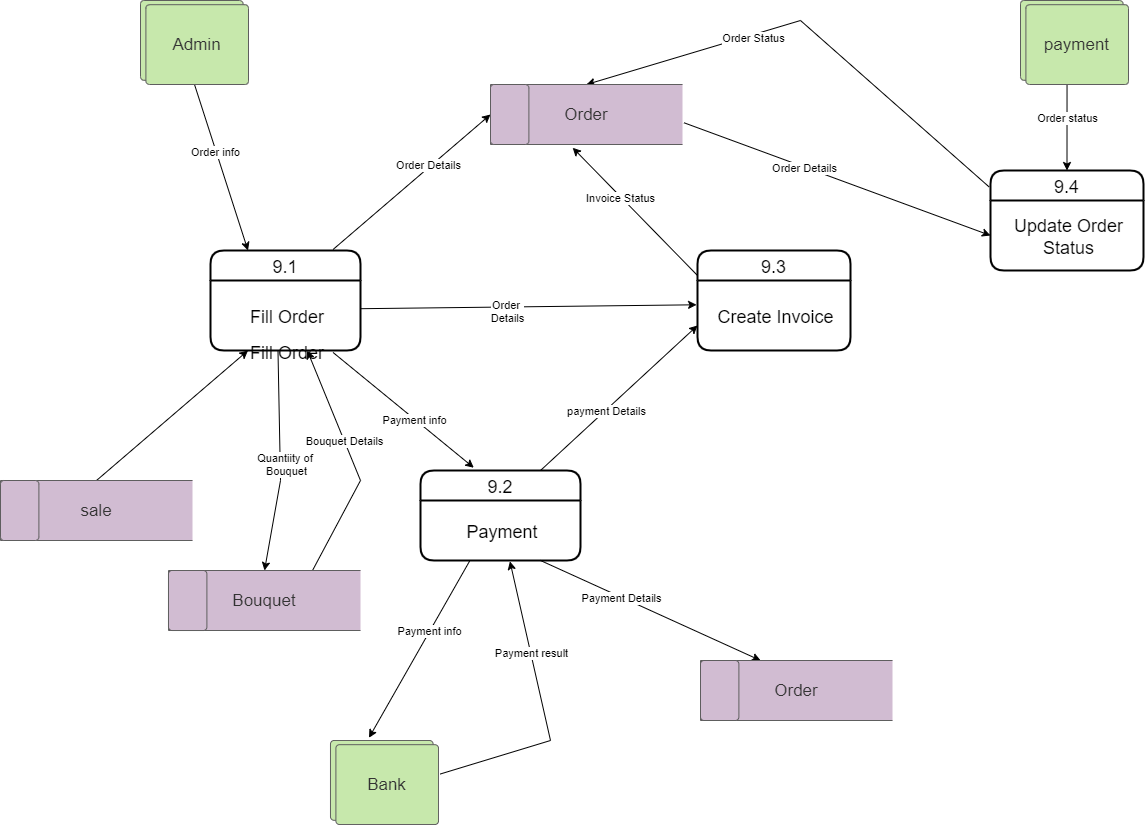 Admin
payment
Order Status
Order
Order status
Order info
Order Details
Order Details
9.4
Update Order
Status
Invoice Status
9.1
Fill Order
Fill Order
9.3
Create Invoice
Order
Details
Payment info
payment Details
Bouquet Details
Quantiity of
Bouquet
9.2
Payment
sale
Bouquet
Payment Details
Payment info
Payment result
Order
Bank